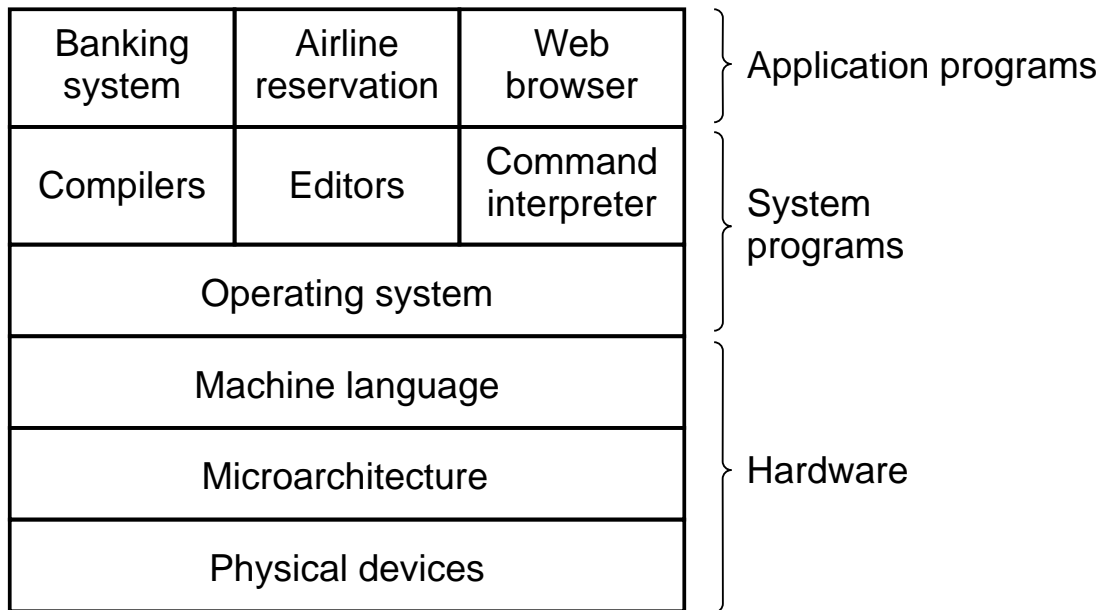 Banking
system
Airline
reservation
Web
browser
Application programs
Compilers
Editors
Command
interpreter
System
programs
Operating system
Machine language
Microarchitecture
Hardware
Physical devices